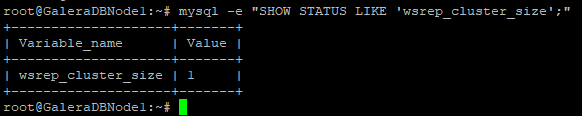 root@GaleraDBNode1:~# mysql -e "SHOW STATUS LIKE 'wsrep_cluster_size';"
+--------------------+-------+
| Variable_name      | Value |
+--------------------+-------+
| wsrep_cluster_size | 1     |
+--------------------+-------+
root@GaleraDBNode1:~#